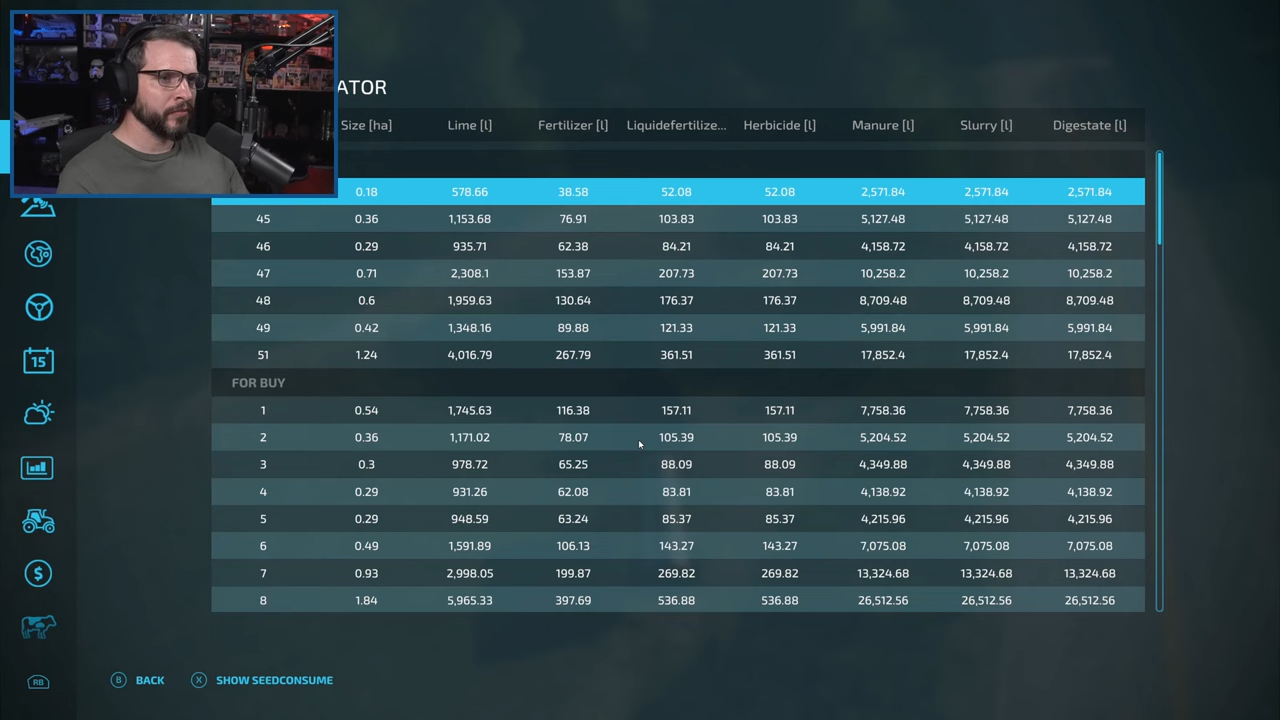 ATOR
Size [ha] Lime [l] Fertilizer [l] Liquidefertilize... Herbicide [l] Manure [l] Slurry [l] Digestate [l]
0.18 578.66 38.58 52.08 52.08 2,571.84 2,571.84 2,571.84
45 0.36 1,153.68 76.91 103.83 103.83 5,127.48 5,127.48 5,127.48
46 0.29 935.71 62.38 84.21 84.21 4,158.72 4,158.72 4,158.72
47 0.71 2,308.1 153.87 207.73 207.73 10,258.2 10,258.2 10,258.2
48 0.6 1,959.63 130.64 176.37 176.37 8,709.48 8,709.48 8,709.48
49 0.42 1,348.16 89.88 121.33 121.33 5,991.84 5,991.84 5,991.84
51 1.24 4,016.79 267.79 361.51 361.51 17,852.4 17,852.4 17,852.4
FOR BUY
1 0.54 1,745.63 116.38 157.11 157.11 7,758.36 7,758.36 7,758.36
2 0.36 1,171.02 78.07 105.39 105.39 5,204.52 5,204.52 5,204.52
3 0.3 978.72 65.25 88.09 88.09 4,349.88 4,349.88 4,349.88
4 0.29 931.26 62.08 83.81 83.81 4,138.92 4,138.92 4,138.92
5 0.29 948.59 63.24 85.37 85.37 4,215.96 4,215.96 4,215.96
6 0.49 1,591.89 106.13 143.27 143.27 7,075.08 7,075.08 7,075.08
7 0.93 2,998.05 199.87 269.82 269.82 13,324.68 13,324.68 13,324.68
8 1.84 5,965.33 397.69 536.88 536.88 26,512.56 26,512.56 26,512.56
15
$
RB
B BACK X SHOW SEEDCONSUME